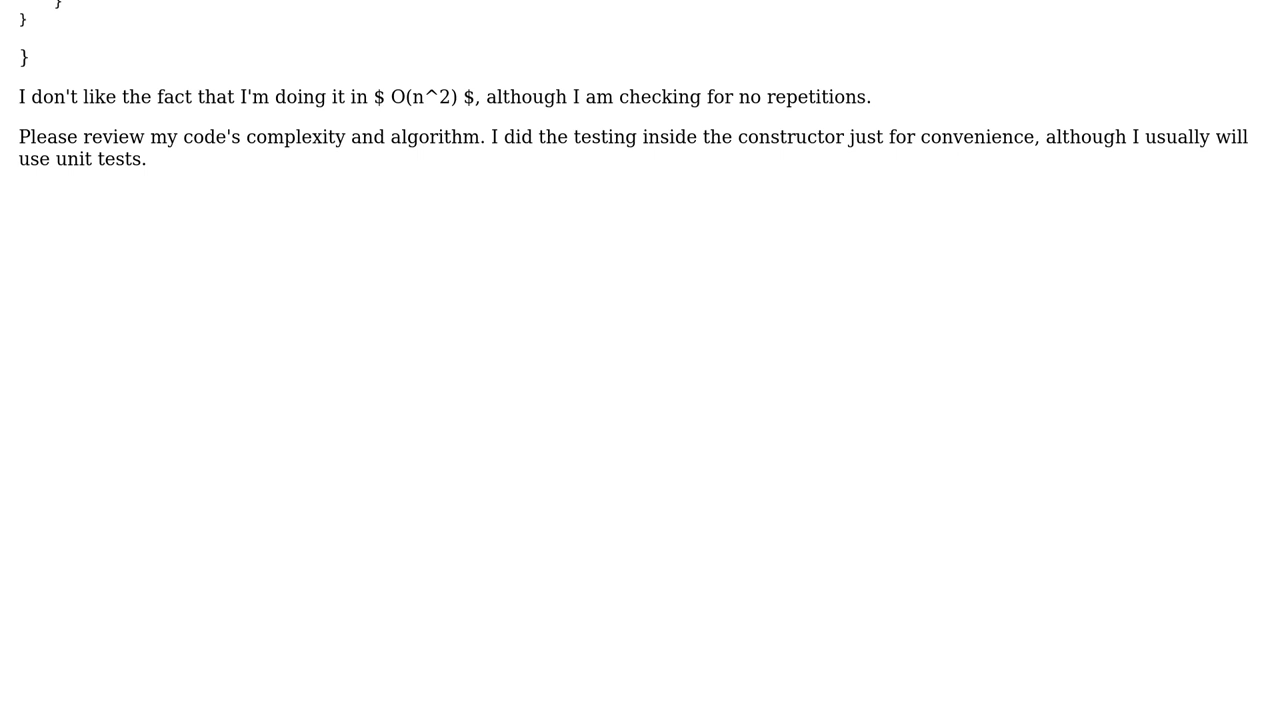 }
}
}
I don't like the fact that I'm doing it in $ O(n^2) $, although I am checking for no repetitions.
Please review my code's complexity and algorithm. I did the testing inside the constructor just for convenience, although I usually will
use unit tests.